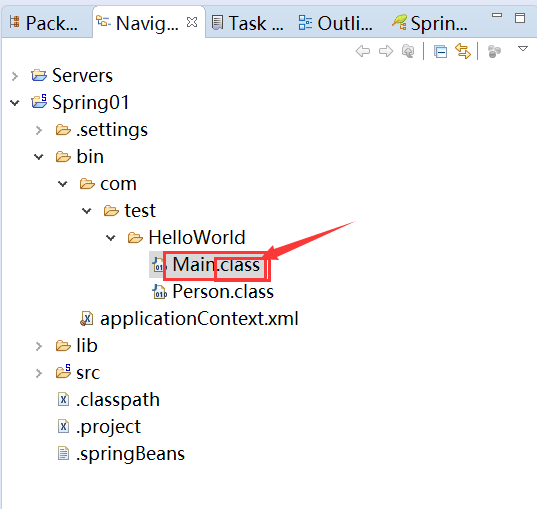 Pack... Navig... Task ... Outli... Sprin...
Servers
Spring01
.settings
bin
com
test
HelloWorld
Main.class
Person.class
applicationContext.xml
lib
src
.classpath
.project
.springBeans